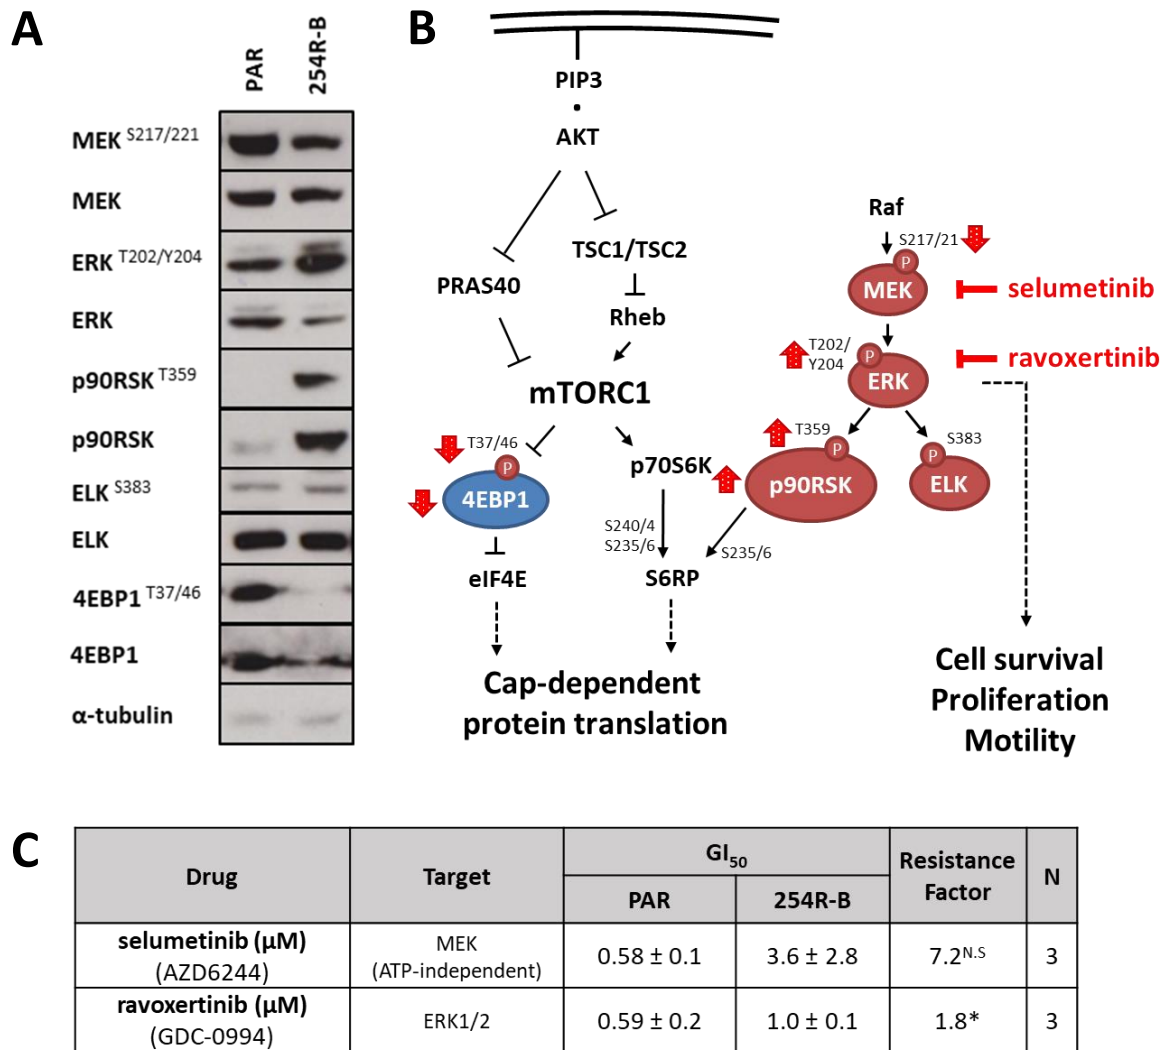 A
PAR
254R-B
MEK S217/221
MEK
ERK T202/Y204
ERK
p90RSK T359
p90RSK
ELK S383
ELK
4EBP1 T37/46
4EBP1
α-tubulin
B
PIP3
AKT
PRAS40
TSC1/TSC2
Rheb
mTORC1
T37/46
P
4EBP1
eIF4E
p70S6K
S240/4
S235/6
S235/6
S6RP
Cap-dependent
protein translation
Raf
S217/21
P
MEK
selumetinib
T202/
Y204
P
ERK
ravoxertinib
T359
P
p90RSK
S383
P
ELK
Cell survival
Proliferation
Motility
C
Drug Target GI50 Resistance Factor N
PAR 254R-B
selumetinib (µM) (AZD6244) MEK (ATP-independent) 0.58 ± 0.1 3.6 ± 2.8 7.2N.S 3
ravoxertinib (µM) (GDC-0994) ERK1/2 0.59 ± 0.2 1.0 ± 0.1 1.8* 3